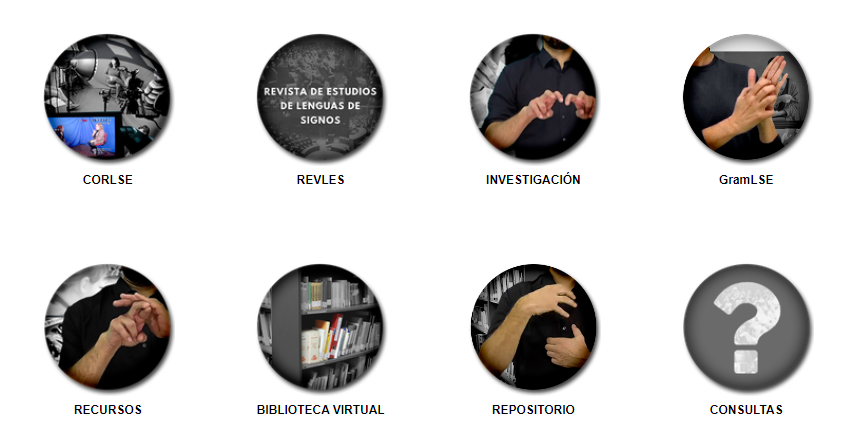 REVISTA DE ESTUDIOS
DE LENGUAS DE
SIGNOS
CORLSE
REVLES
INVESTIGACIÓN
GramLSE
RECURSOS
BIBLIOTECA VIRTUAL
REPOSITORIO
CONSULTAS